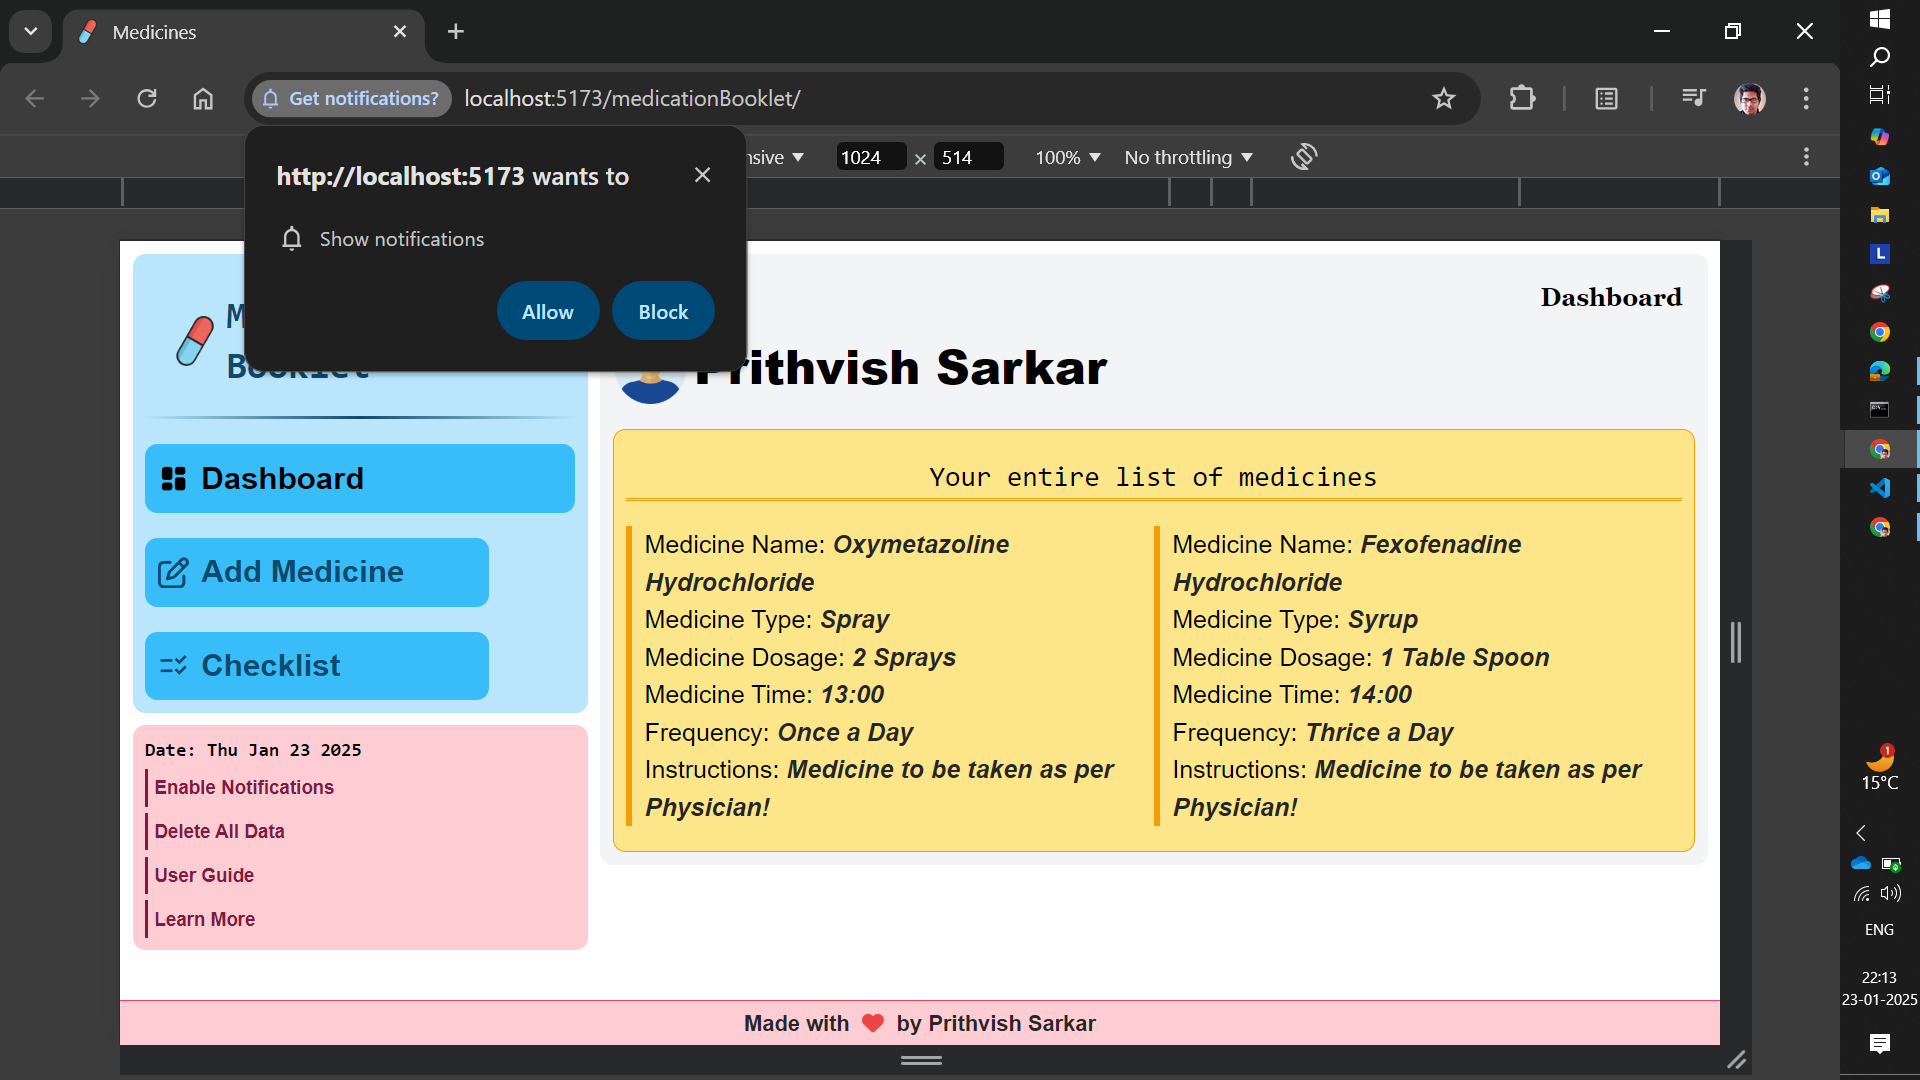 Medicines
Get notifications?
localhost:5173/medicationBooklet/
1024 × 514
100%
No throttling
http://localhost:5173 wants to
Show notifications
Allow
Block
Dashboard
Prithvish Sarkar
Dashboard
Add Medicine
Checklist
Date: Thu Jan 23 2025
Enable Notifications
Delete All Data
User Guide
Learn More
Your entire list of medicines
Medicine Name: Oxymetazoline
Hydrochloride
Medicine Type: Spray
Medicine Dosage: 2 Sprays
Medicine Time: 13:00
Frequency: Once a Day
Instructions: Medicine to be taken as per
Physician!
Medicine Name: Fexofenadine
Hydrochloride
Medicine Type: Syrup
Medicine Dosage: 1 Table Spoon
Medicine Time: 14:00
Frequency: Thrice a Day
Instructions: Medicine to be taken as per
Physician!
Made with by Prithvish Sarkar
L
1
15°C
ENG
22:13
23-01-2025